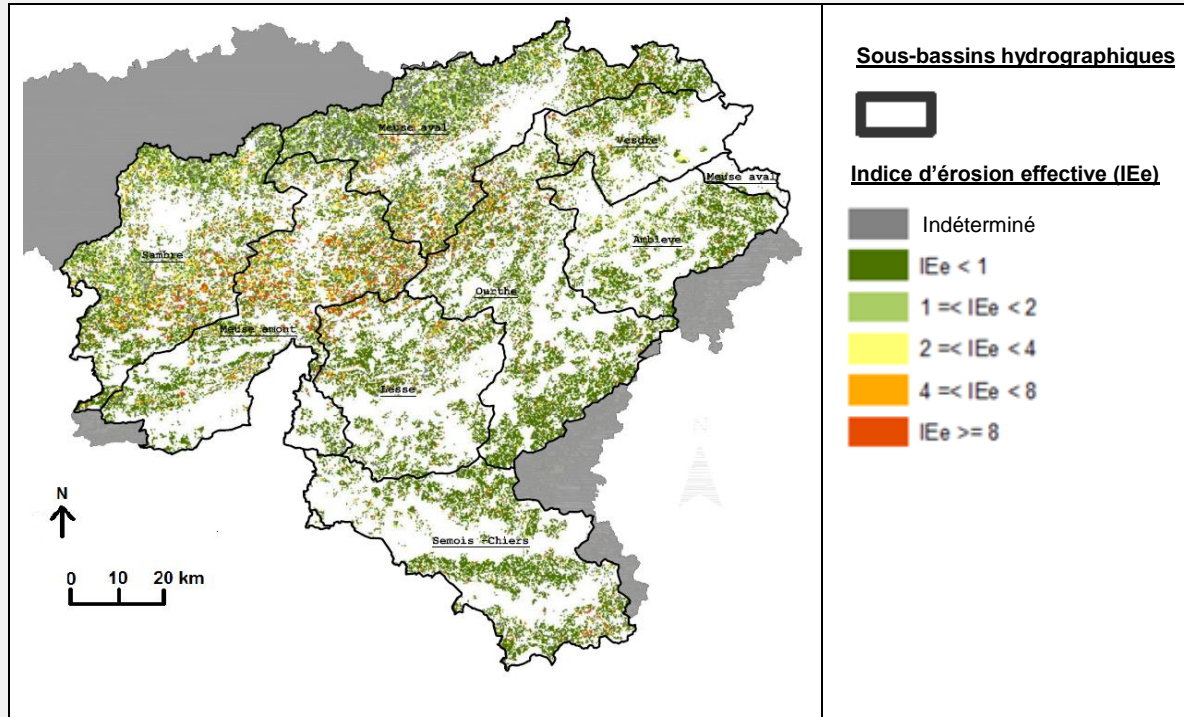 Sous-bassins hydrographiques
Indice d'érosion effective (IEe)
Indéterminé
IEe < 1
1 =< IEe < 2
2 =< IEe < 4
4 =< IEe < 8
IEe >= 8
Meuse aval
Vesdre
Meuse aval
Amblève
Sambre
Ourthe
Meuse amont
Lesse
Semois -Chiers
N
N
0 10 20 km